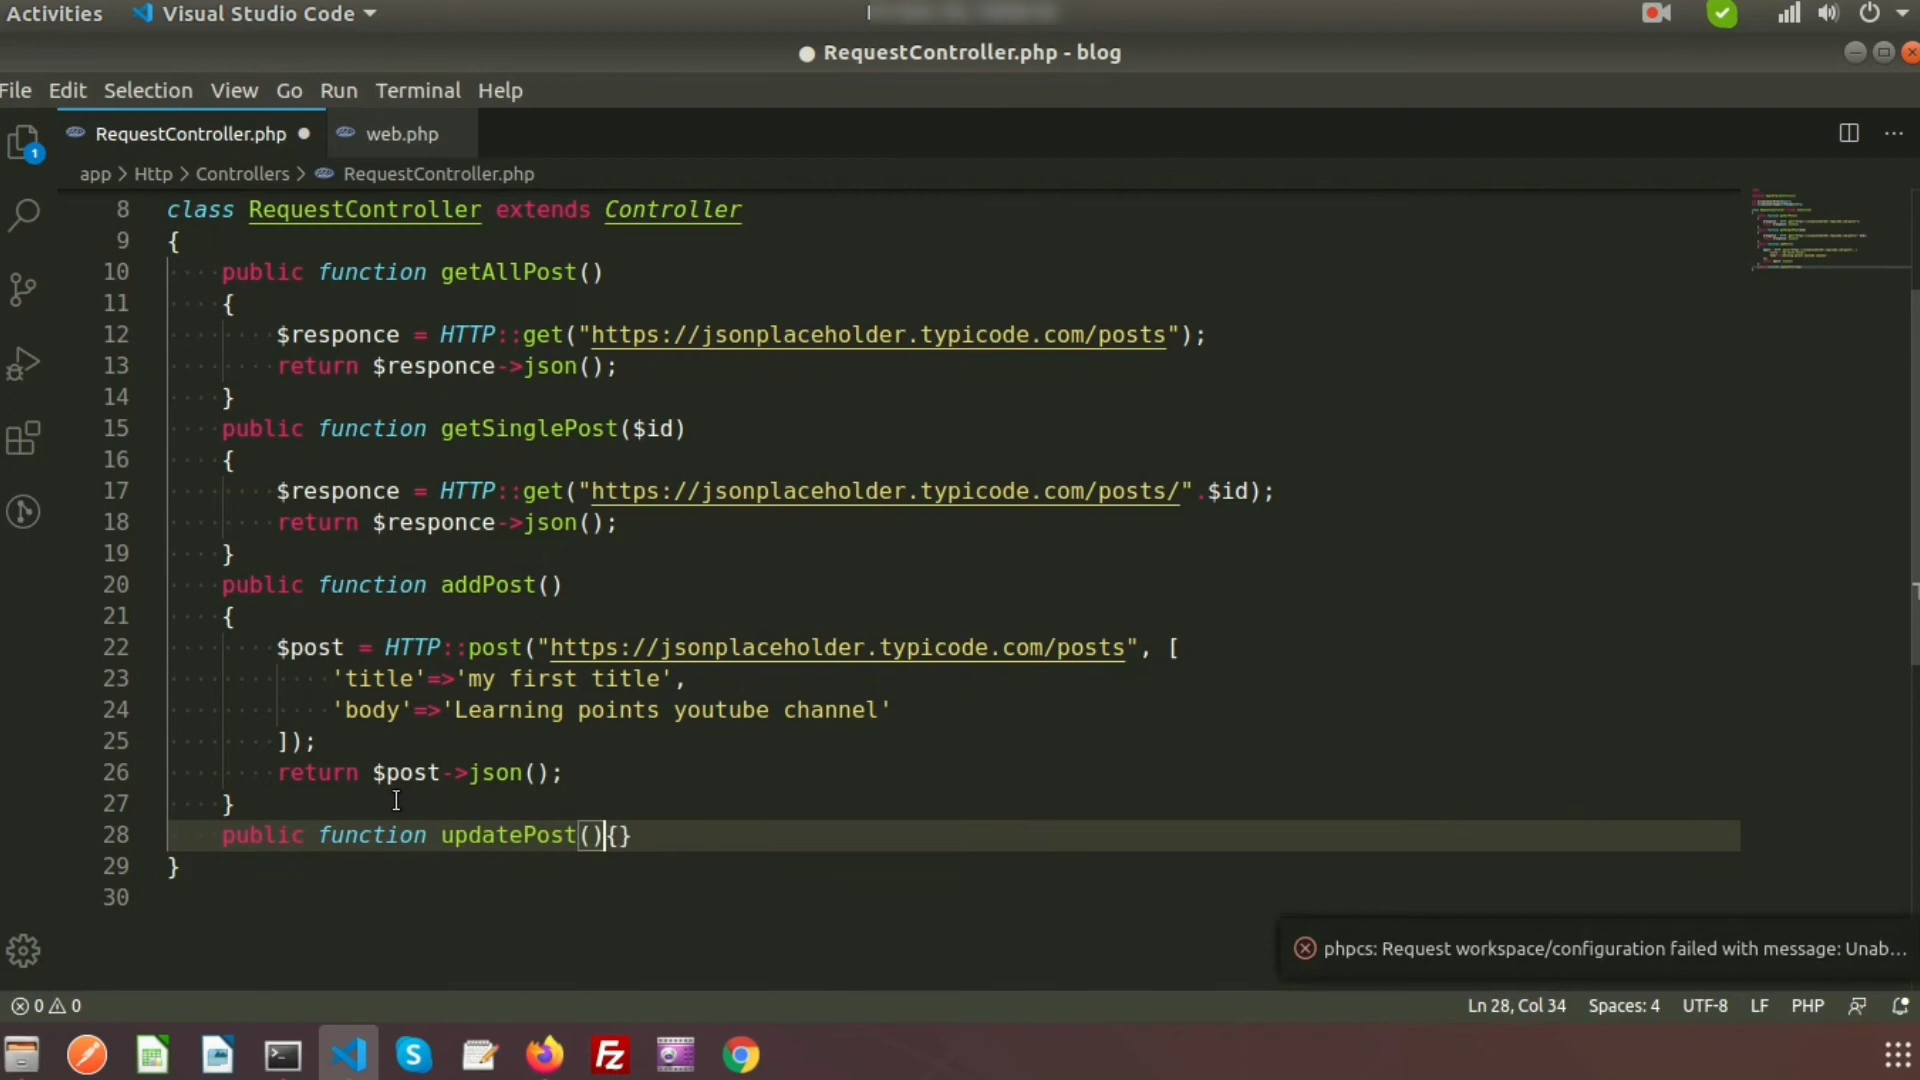 Activities Visual Studio Code
RequestController.php - blog
File Edit Selection View Go Run Terminal Help
RequestController.php web.php
1
app > Http > Controllers > RequestController.php
8 class RequestController extends Controller
9 {
10 public function getAllPost()
11 {
12 $responce = HTTP::get("https://jsonplaceholder.typicode.com/posts");
13 return $responce->json();
14 }
15 public function getSinglePost($id)
16 {
17 $responce = HTTP::get("https://jsonplaceholder.typicode.com/posts/".$id);
18 return $responce->json();
19 }
20 public function addPost()
21 {
22 $post = HTTP::post("https://jsonplaceholder.typicode.com/posts", [
23 'title'=>'my first title',
24 'body'=>'Learning points youtube channel'
25 ]);
26 return $post->json();
27 }
28 public function updatePost(){}
29 }
30
phpcs: Request workspace/configuration failed with message: Unab...
0 0 Ln 28, Col 34 Spaces: 4 UTF-8 LF PHP
Fz